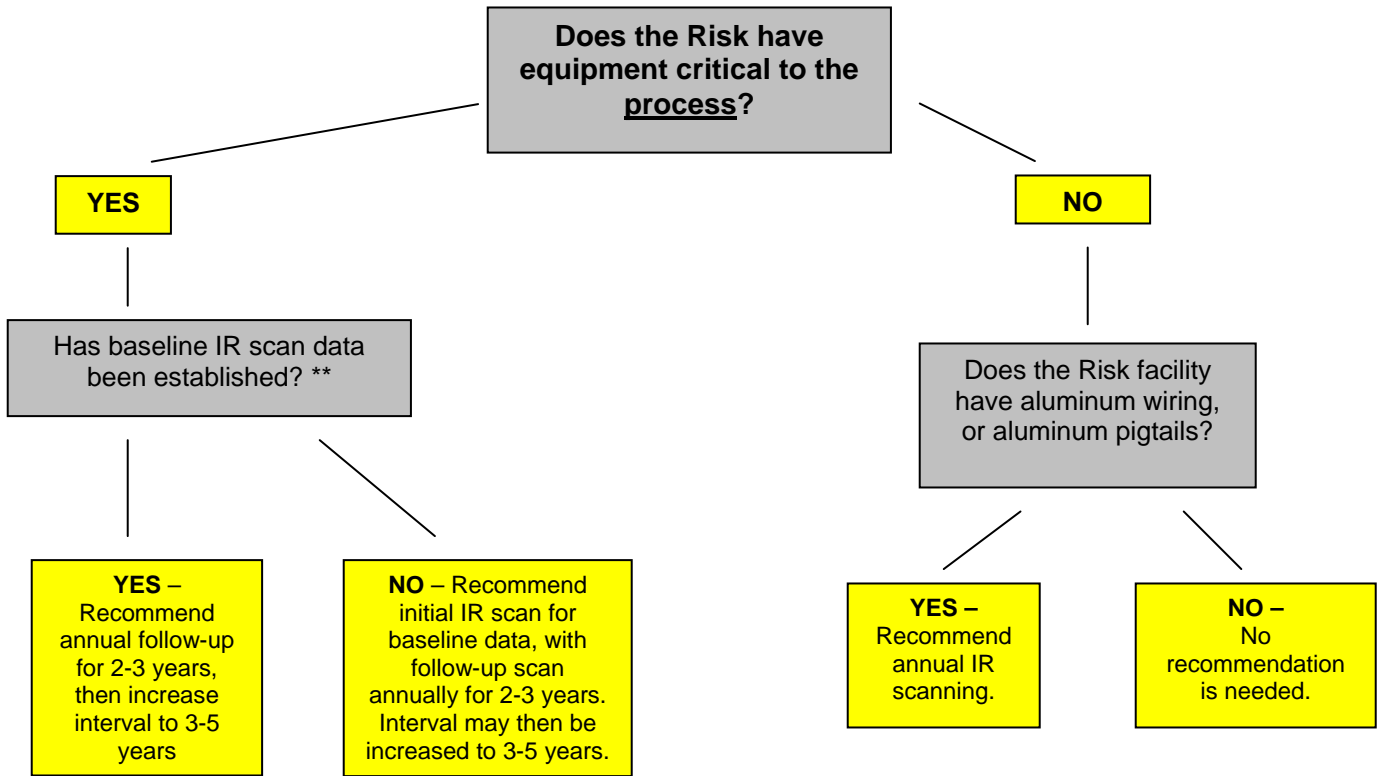 Does the Risk have
equipment critical to the
process?
YES
NO
Has baseline IR scan data
been established? **
Does the Risk facility
have aluminum wiring,
or aluminum pigtails?
YES –
Recommend
annual follow-up
for 2-3 years,
then increase
interval to 3-5
years
NO – Recommend
initial IR scan for
baseline data, with
follow-up scan
annually for 2-3 years.
Interval may then be
increased to 3-5 years.
YES –
Recommend
annual IR
scanning.
NO –
No
recommendation
is needed.